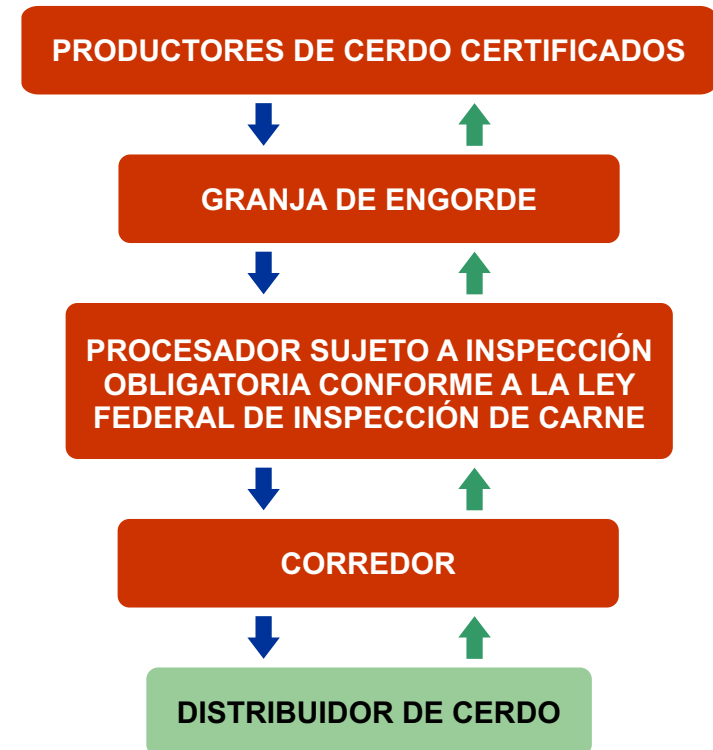 PRODUCTORES DE CERDO CERTIFICADOS
GRANJA DE ENGORDE
PROCESADOR SUJETO A INSPECCIÓN
OBLIGATORIA CONFORME A LA LEY
FEDERAL DE INSPECCIÓN DE CARNE
CORREDOR
DISTRIBUIDOR DE CERDO